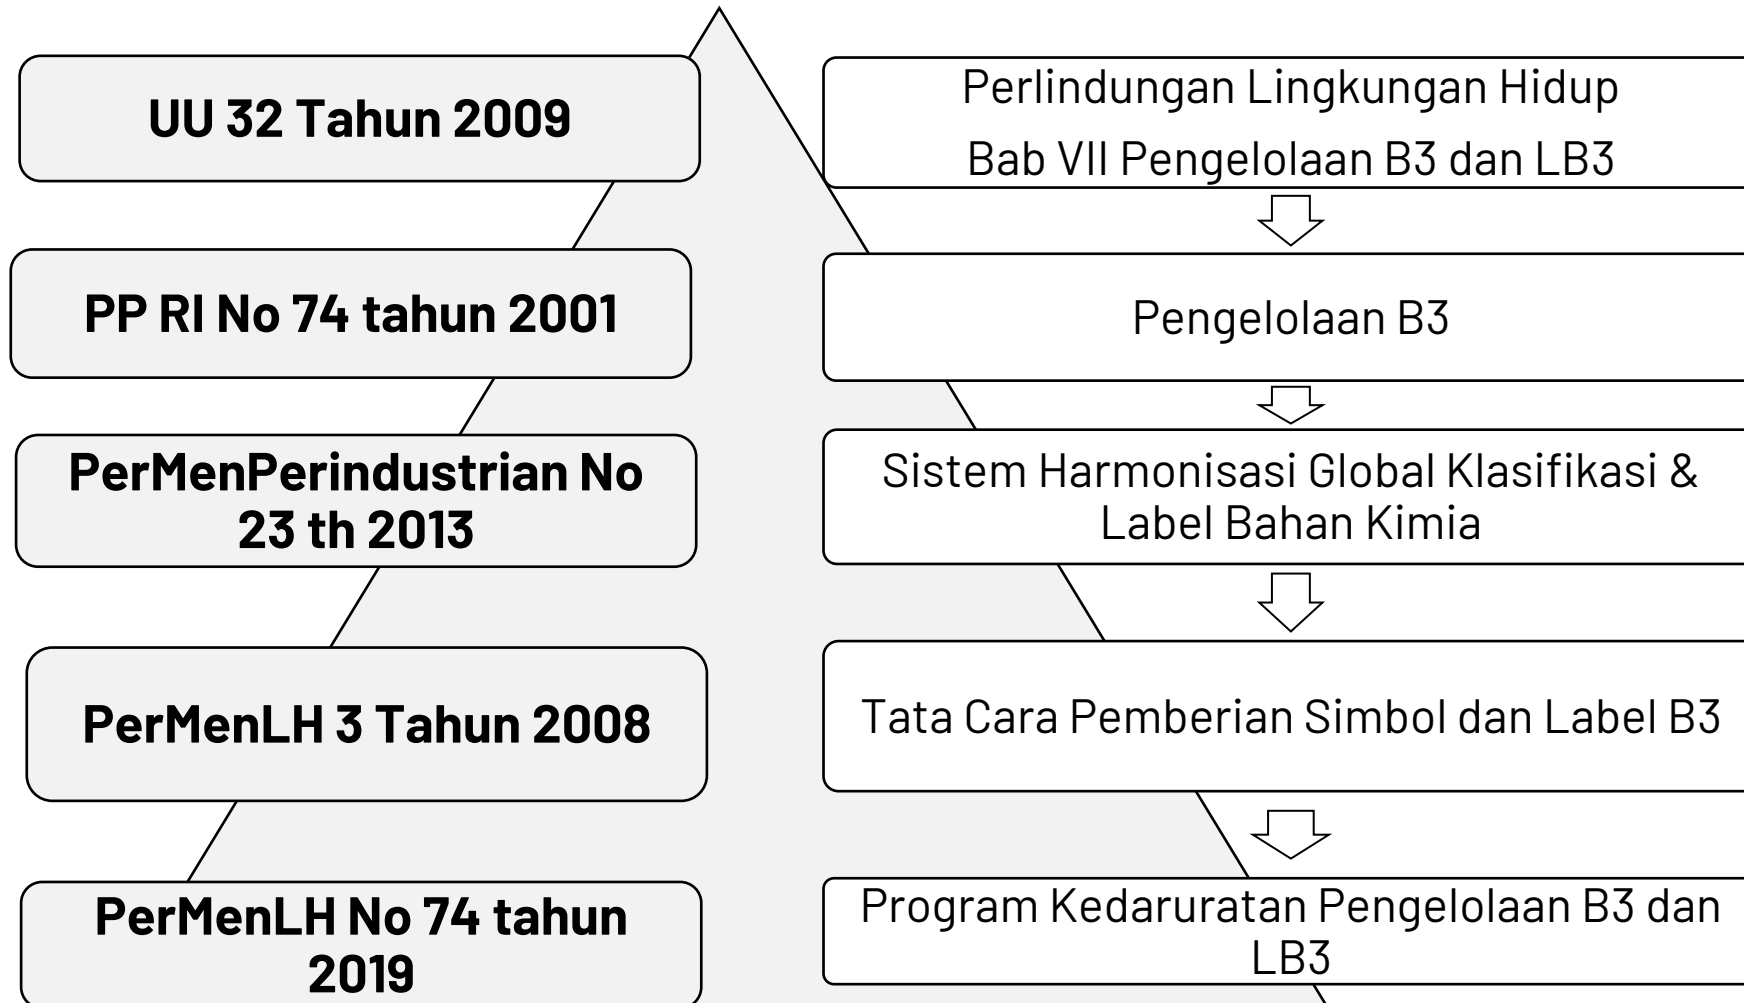 UU 32 Tahun 2009
Perlindungan Lingkungan Hidup
Bab VII Pengelolaan B3 dan LB3
PP RI No 74 tahun 2001
Pengelolaan B3
PerMenPerindustrian No
23 th 2013
Sistem Harmonisasi Global Klasifikasi &
Label Bahan Kimia
PerMenLH 3 Tahun 2008
Tata Cara Pemberian Simbol dan Label B3
PerMenLH No 74 tahun
2019
Program Kedaruratan Pengelolaan B3 dan
LB3